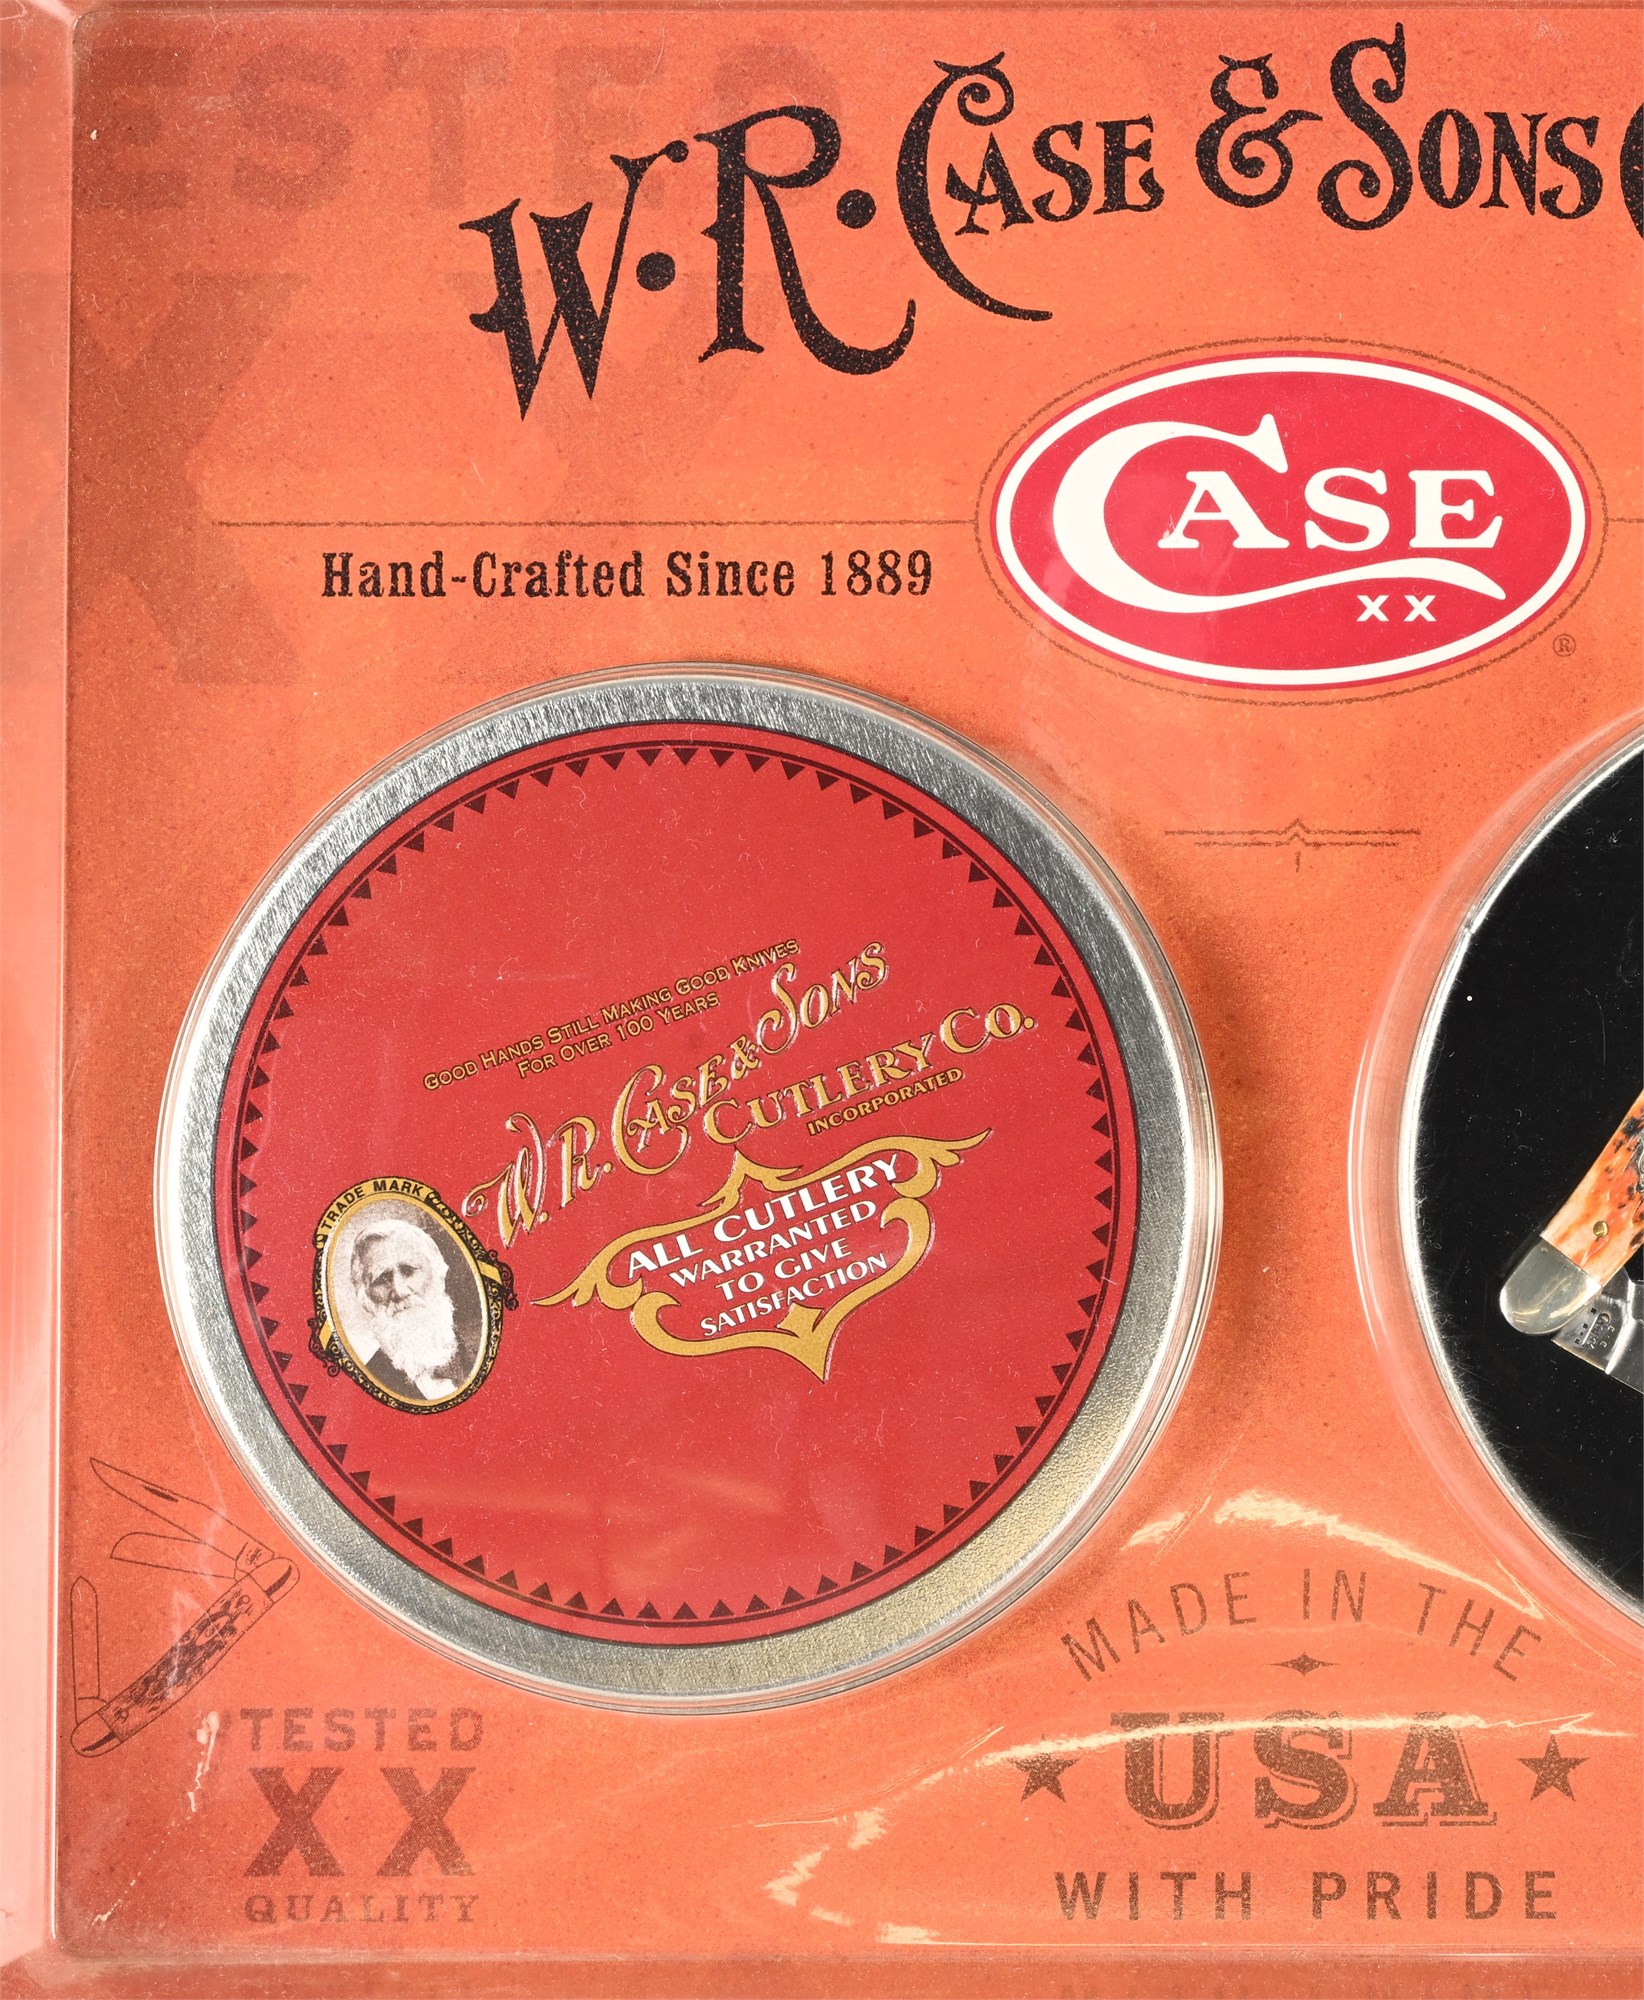 TESTED
XX
W.R. CASE & SONS
CASE
XX
®
Hand-Crafted Since 1889
GOOD HANDS STILL MAKING GOOD KNIVES
FOR OVER 100 YEARS
W.R. CASE & SONS
CUTLERY CO.
INCORPORATED
TRADE MARK
ALL CUTLERY
WARRANTED
TO GIVE
SATISFACTION
TESTED
XX
QUALITY
MADE IN THE
USA
WITH PRIDE